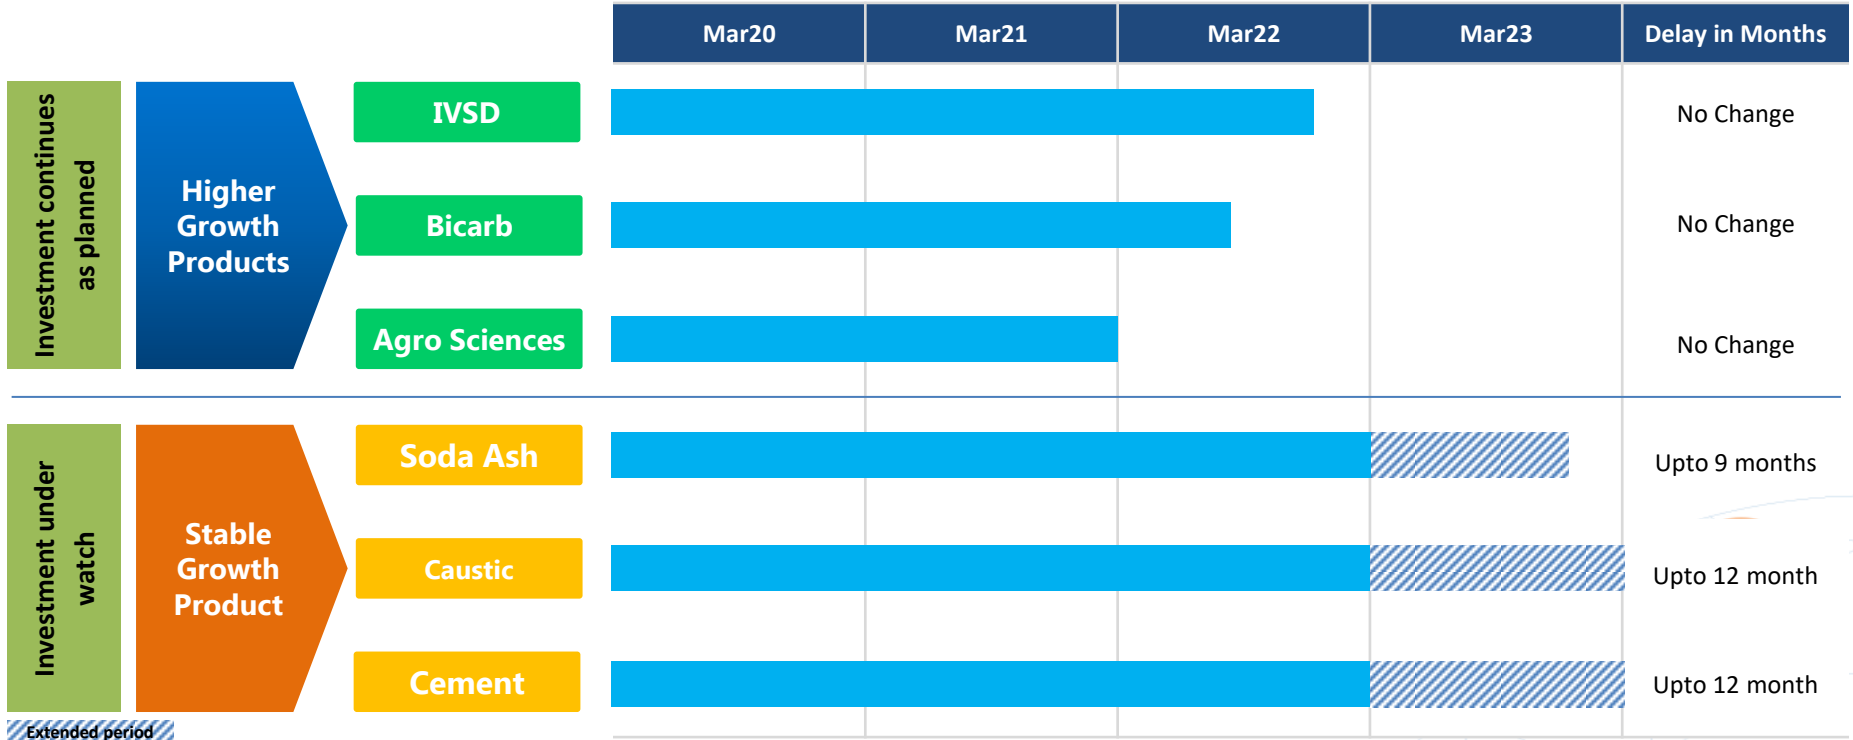 Mar20 Mar21 Mar22 Mar23 Delay in Months
Investment continues
as planned
Higher
Growth
Products
IVSD No Change
Bicarb No Change
Agro Sciences No Change
Investment under
watch
Stable
Growth
Product
Soda Ash Upto 9 months
Caustic Upto 12 month
Cement Upto 12 month
Extended period